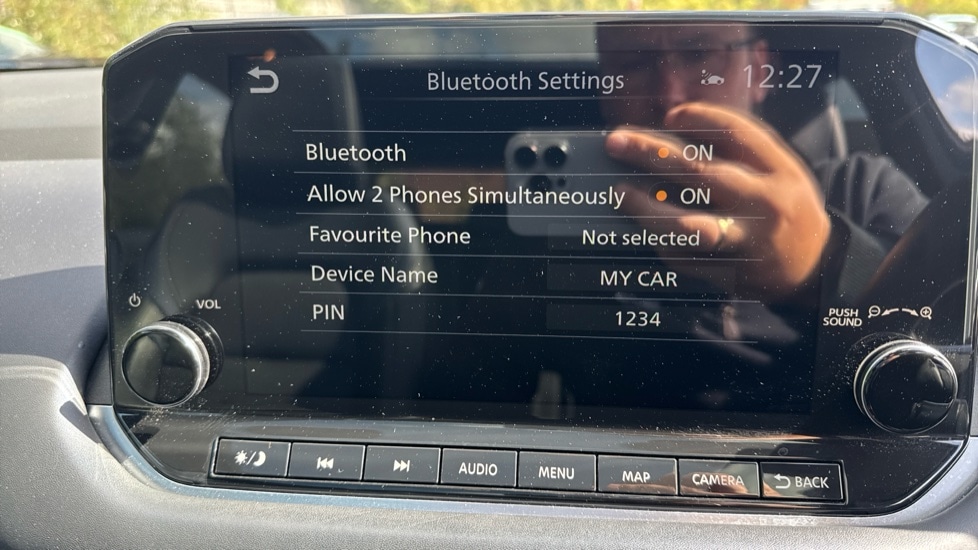 Bluetooth Settings 12:27
Bluetooth ON
Allow 2 Phones Simultaneously ON
Favourite Phone Not selected
Device Name MY CAR
PIN 1234
VOL
PUSH
SOUND
AUDIO MENU MAP CAMERA BACK